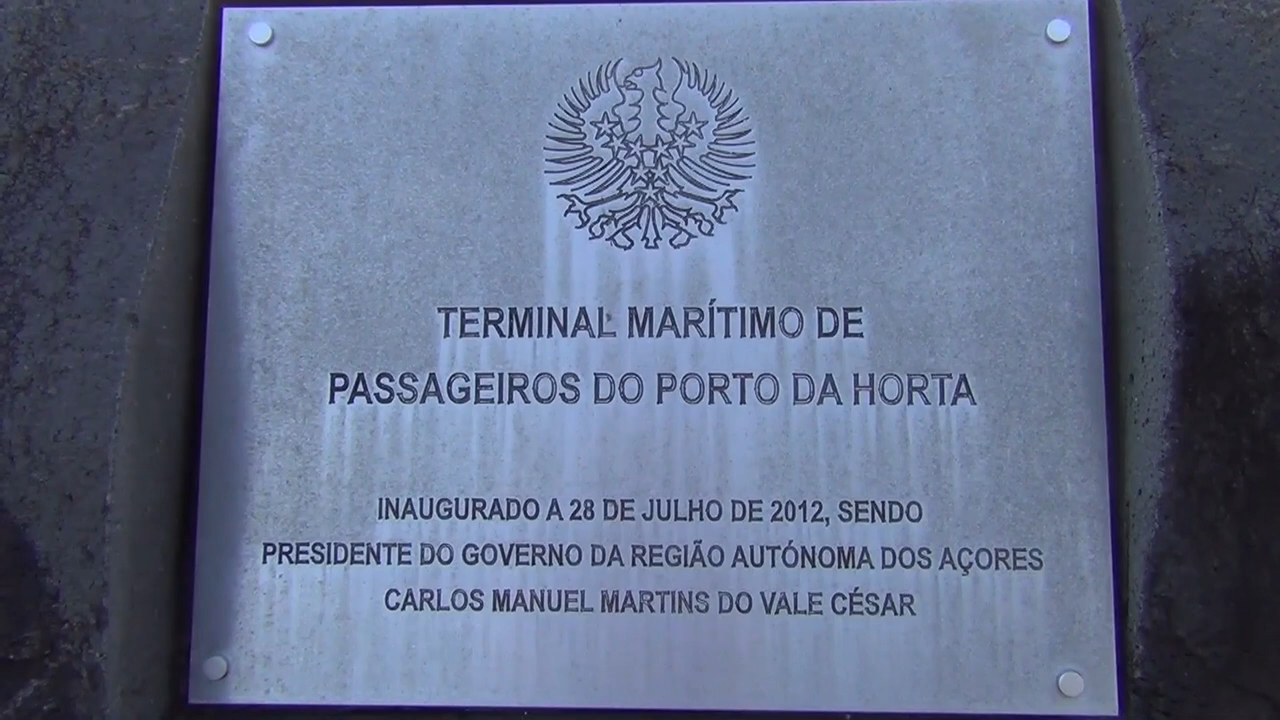 TERMINAL MARÍTIMO DE
PASSAGEIROS DO PORTO DA HORTA
INAUGURADO A 28 DE JULHO DE 2012, SENDO
PRESIDENTE DO GOVERNO DA REGIÃO AUTÓNOMA DOS AÇORES
CARLOS MANUEL MARTINS DO VALE CÉSAR